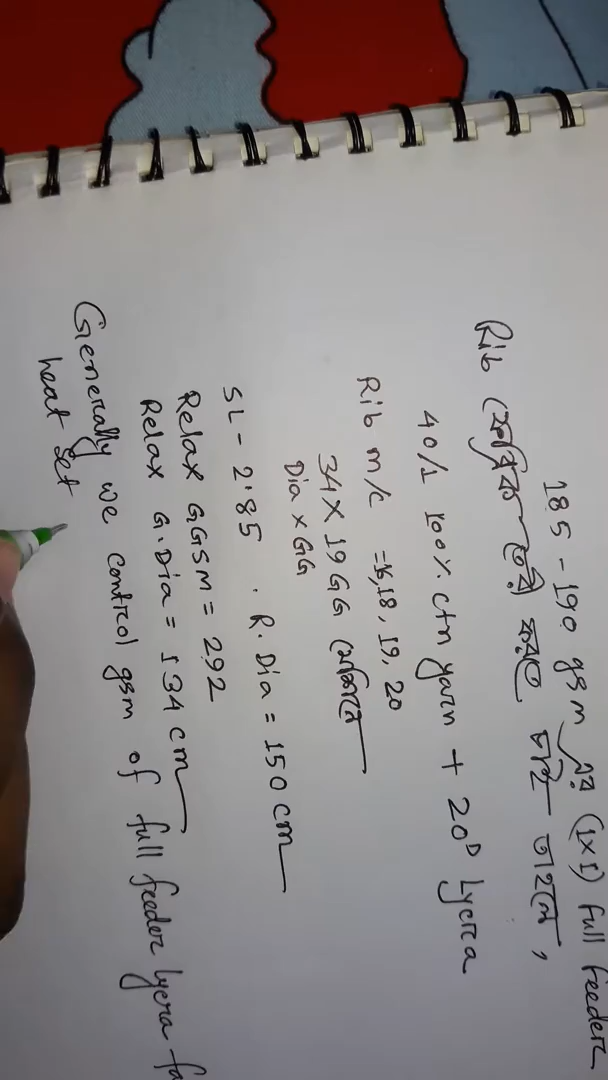 185 - 190 gsm এর (1X1) full feeder
Rib ফেব্রিক তৈরী করতে চাই তাহলে,
40/1 100% ctn yarn + 20D Lycra
Rib m/c = 18, 19, 20
34 X 19 GG মেশিনে
Dia x GG
SL - 2.85 . R. Dia = 150 cm
Relax GGSM = 292
Relax G. Dia = 134 cm
Generally we control gsm of full feeder lycra
heat set